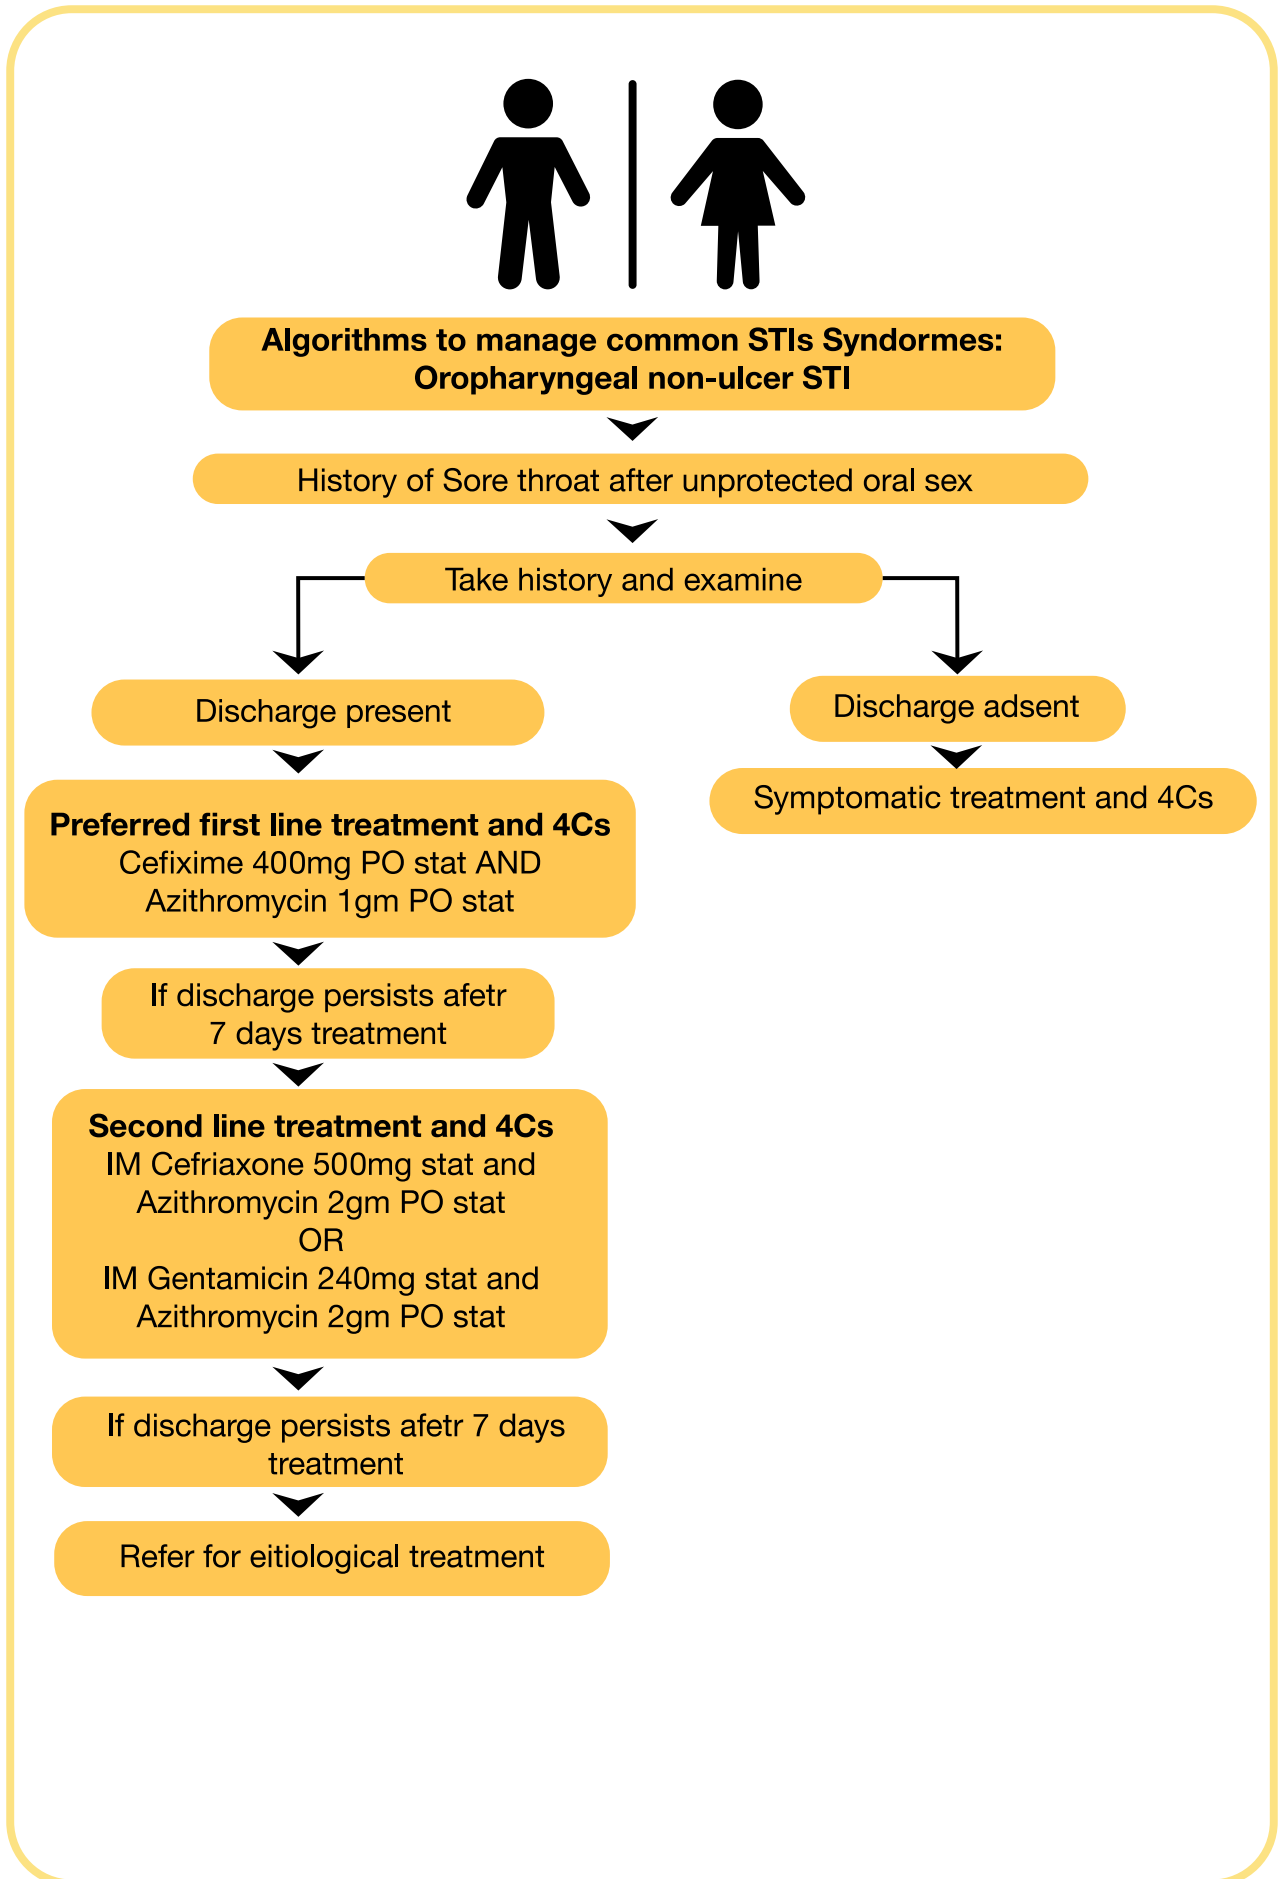 Algorithms to manage common STIs Syndormes:
Oropharyngeal non-ulcer STI
History of Sore throat after unprotected oral sex
Take history and examine
Discharge present
Discharge adsent
Symptomatic treatment and 4Cs
Preferred first line treatment and 4Cs
Cefixime 400mg PO stat AND
Azithromycin 1gm PO stat
If discharge persists afetr
7 days treatment
Second line treatment and 4Cs
IM Cefriaxone 500mg stat and
Azithromycin 2gm PO stat
OR
IM Gentamicin 240mg stat and
Azithromycin 2gm PO stat
If discharge persists afetr 7 days
treatment
Refer for eitiological treatment